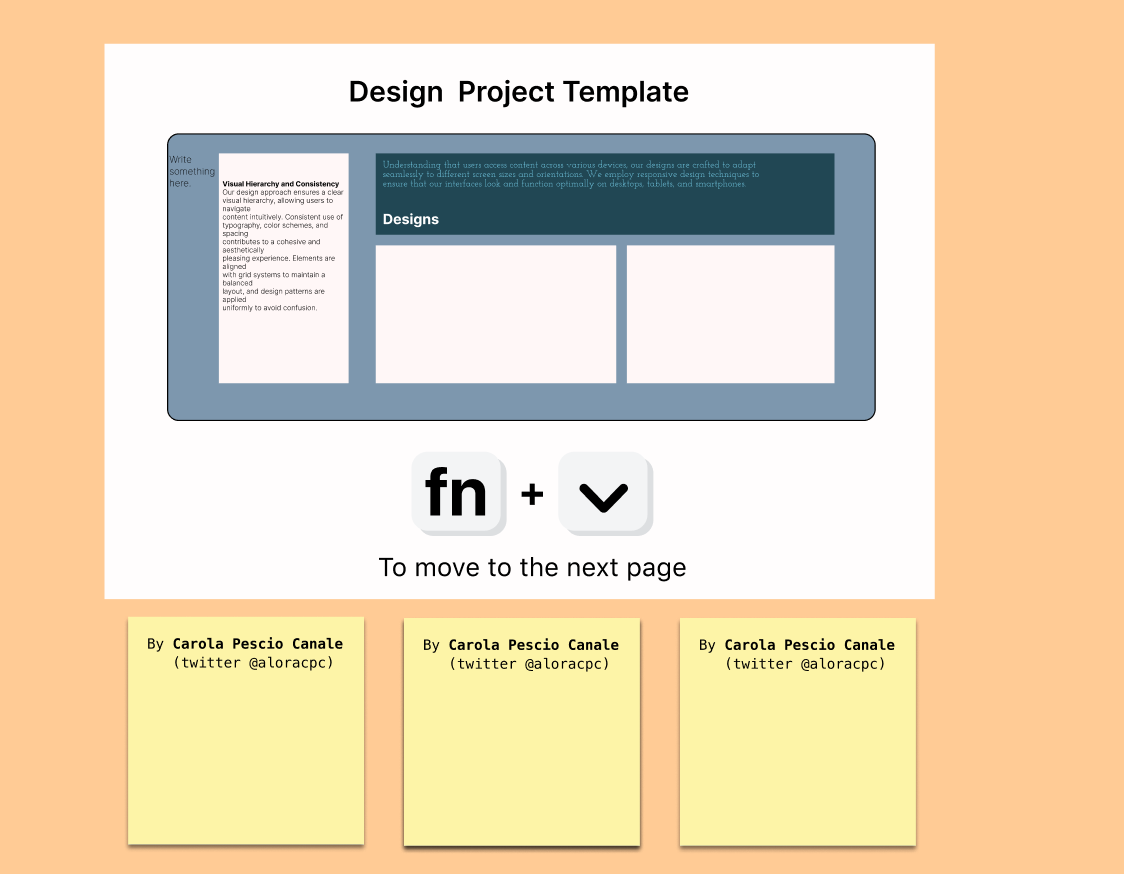 Design  Project Template
Write
something
here.
Visual Hierarchy and Consistency
Our design approach ensures a clear
visual hierarchy, allowing users to
navigate
content intuitively. Consistent use of
typography, color schemes, and
spacing
contributes to a cohesive and
aesthetically
pleasing experience. Elements are
aligned
with grid systems to maintain a
balanced
layout, and design patterns are
applied
uniformly to avoid confusion.
Understanding that users access content across various devices, our designs are crafted to adapt
seamlessly to different screen sizes and orientations. We employ responsive design techniques to
ensure that our interfaces look and function optimally on desktops, tablets, and smartphones.
Designs
fn +
To move to the next page
By Carola Pescio Canale
(twitter @aloracpc)
By Carola Pescio Canale
(twitter @aloracpc)
By Carola Pescio Canale
(twitter @aloracpc)